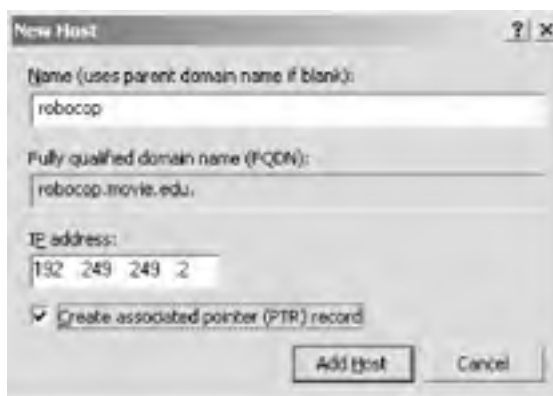 New Host
? ×
Name (uses parent domain name if blank):
robocop
Fully qualified domain name (FQDN):
robocop.movie.edu.
IP address:
192 249 249 2
Create associated pointer (PTR) record
Add Host Cancel